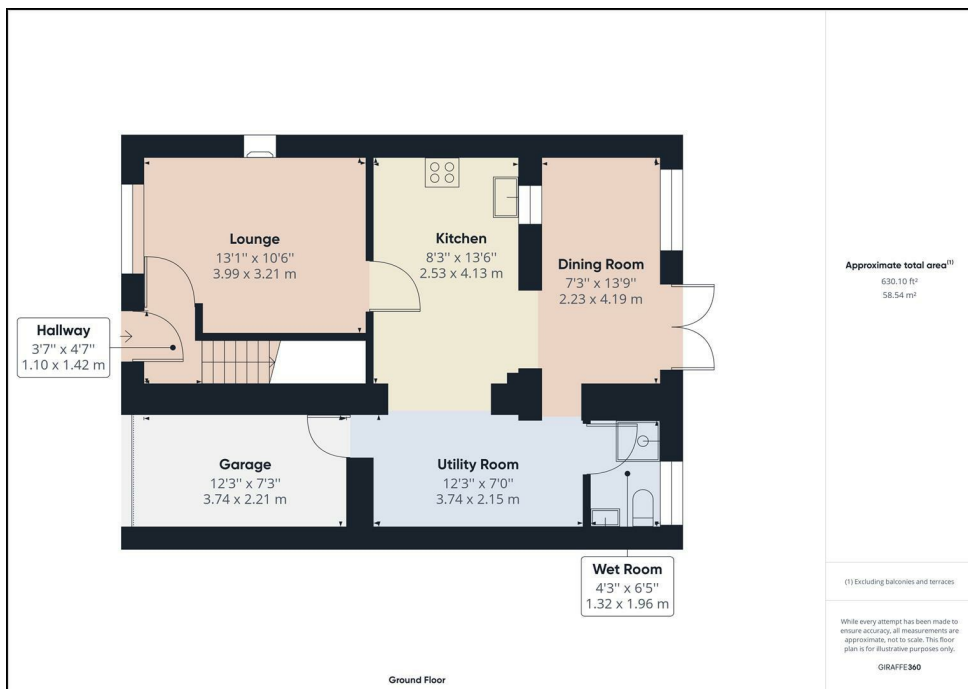 Lounge
13'1" x 10'6"
3.99 x 3.21 m
Kitchen
8'3" x 13'6"
2.53 x 4.13 m
Dining Room
7'3" x 13'9"
2.23 x 4.19 m
Hallway
3'7" x 4'7"
1.10 x 1.42 m
Garage
12'3" x 7'3"
3.74 x 2.21 m
Utility Room
12'3" x 7'0"
3.74 x 2.15 m
Wet Room
4'3" x 6'5"
1.32 x 1.96 m
Ground Floor
Approximate total area(1)
630.10 ft²
58.54 m²
(1) Excluding balconies and terraces
While every attempt has been made to
ensure accuracy, all measurements are
approximate, not to scale. This floor
plan is for illustrative purposes only.
GIRAFFE360